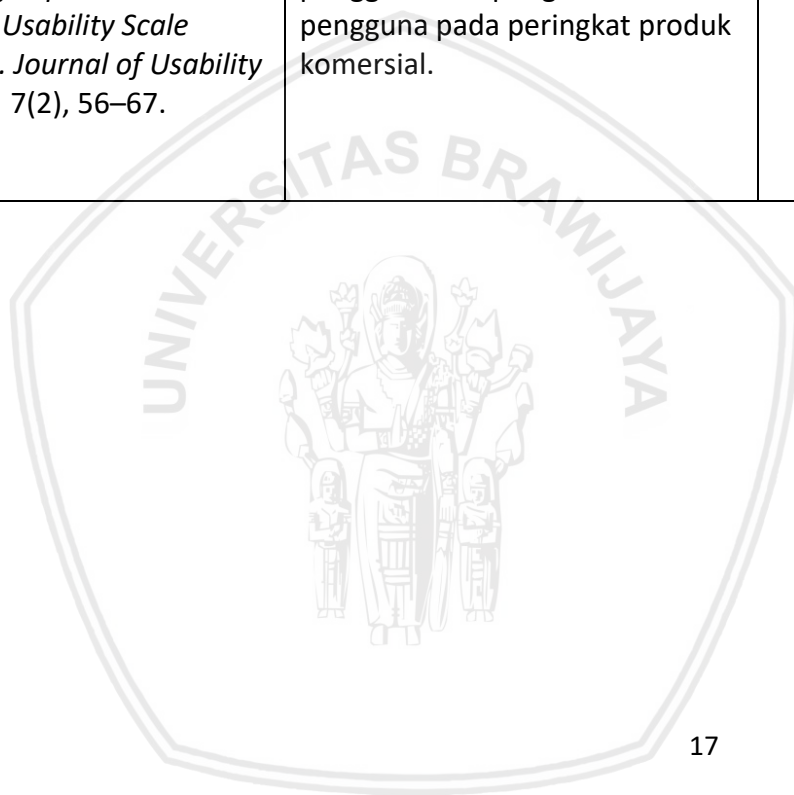 Usability Scale
. Journal of Usability
7(2), 56–67.
pengguna pada peringkat produk
komersial.
UNIVERSITAS BRAWIJAYA
17